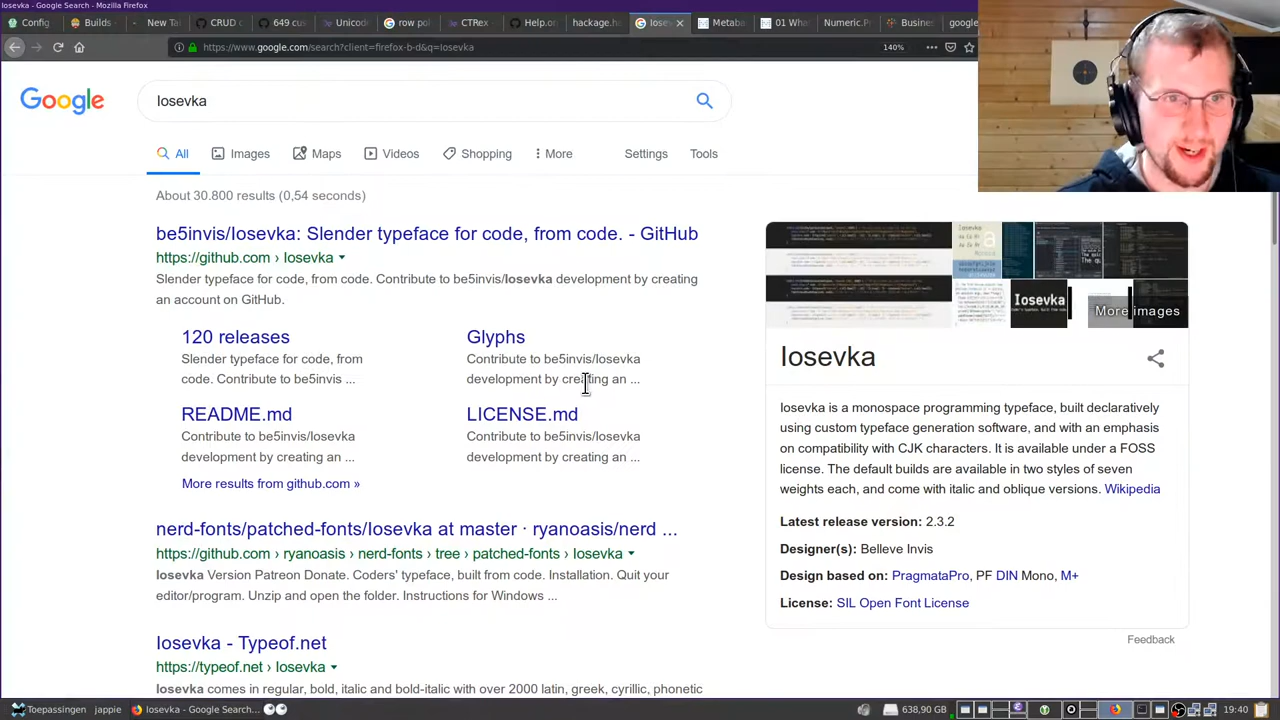 Iosevka - Google Search - Mozilla Firefox
Config
Builds
New Tab
CRUD c
649 cus
Unicod
row pol
CTRex
Help.or
hackage.h
Iosev
Metaba
01 What
Numeric.P
Busines
google
https://www.google.com/search?client=firefox-b-d&q=Iosevka
140%
Google
Iosevka
All
Images
Maps
Videos
Shopping
More
Settings
Tools
About 30.800 results (0,54 seconds)
be5invis/Iosevka: Slender typeface for code, from code. - GitHub
https://github.com › Iosevka
Slender typeface for code, from code. Contribute to be5invis/Iosevka development by creating
an account on GitHub.
120 releases
Slender typeface for code, from
code. Contribute to be5invis ...
Glyphs
Contribute to be5invis/Iosevka
development by creating an ...
README.md
Contribute to be5invis/Iosevka
development by creating an ...
LICENSE.md
Contribute to be5invis/Iosevka
development by creating an ...
More results from github.com »
nerd-fonts/patched-fonts/Iosevka at master · ryanoasis/nerd ...
https://github.com › ryanoasis › nerd-fonts › tree › patched-fonts › Iosevka
Iosevka Version Patreon Donate. Coders' typeface, built from code. Installation. Quit your
editor/program. Unzip and open the folder. Instructions for Windows ...
Iosevka - Typeof.net
https://typeof.net › Iosevka
Iosevka comes in regular, bold, italic and bold-italic with over 2000 latin, greek, cyrillic, phonetic
Iosevka
More images
Iosevka
Iosevka is a monospace programming typeface, built declaratively
using custom typeface generation software, and with an emphasis
on compatibility with CJK characters. It is available under a FOSS
license. The default builds are available in two styles of seven
weights each, and come with italic and oblique versions. Wikipedia
Latest release version: 2.3.2
Designer(s): Belleve Invis
Design based on: PragmataPro, PF DIN Mono, M+
License: SIL Open Font License
Feedback
Toepassingen
jappie
Iosevka - Google Search...
638,90 GB
19:40